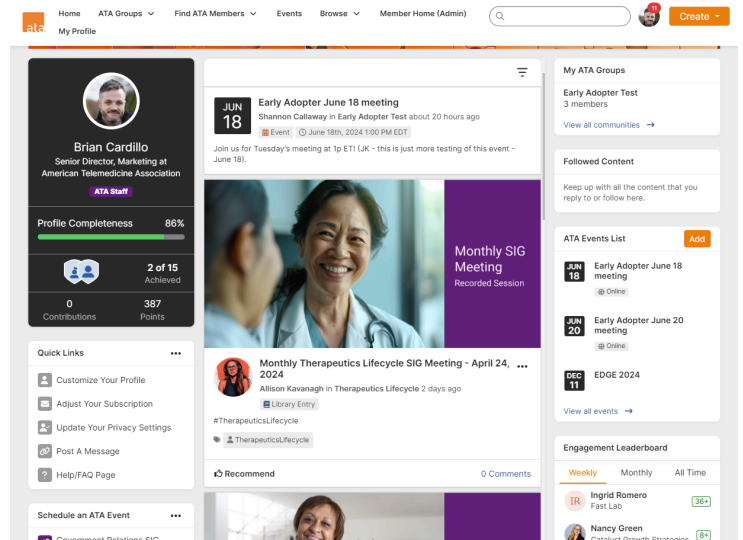 ata
Home
ATA Groups
Find ATA Members
Events
Browse
Member Home (Admin)
11
Create
My Profile
Brian Cardillo
Senior Director, Marketing at
American Telemedicine Association
ATA Staff
Profile Completeness 86%
2 of 15
Achieved
0
Contributions
387
Points
Quick Links
Customize Your Profile
Adjust Your Subscription
Update Your Privacy Settings
Post A Message
? Help/FAQ Page
Schedule an ATA Event
Government Relations SIG
JUN
18
Early Adopter June 18 meeting
Shannon Callaway in Early Adopter Test about 20 hours ago
Event
June 18th, 2024 1:00 PM EDT
Join us for Tuesday's meeting at 1p ET! (JK - this is just more testing of this event -
June 18).
Monthly SIG
Meeting
Recorded Session
Monthly Therapeutics Lifecycle SIG Meeting - April 24,
2024
Allison Kavanagh in Therapeutics Lifecycle 2 days ago
Library Entry
#TherapeuticsLifecycle
TherapeuticsLifecycle
Recommend
0 Comments
My ATA Groups
Early Adopter Test
3 members
View all communities
Followed Content
Keep up with all the content that you
reply to or follow here.
ATA Events List
Add
JUN
18
Early Adopter June 18
meeting
Online
JUN
20
Early Adopter June 20
meeting
Online
DEC
11
EDGE 2024
View all events
Engagement Leaderboard
Weekly
Monthly
All Time
IR
Ingrid Romero
Fast Lab
36+
Nancy Green
Catalyst Growth Strategies
8+